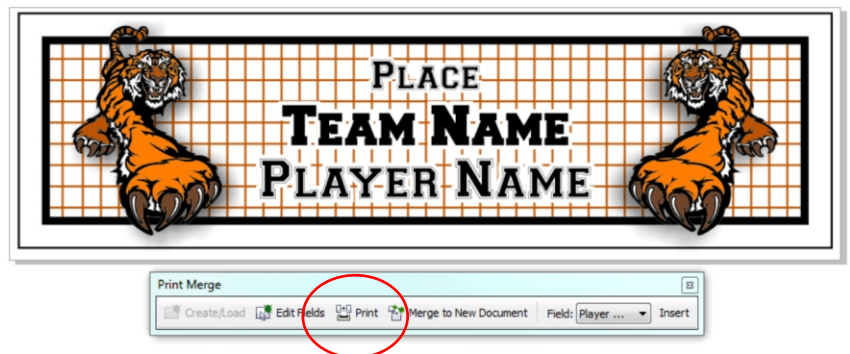 PLACE
TEAM NAME
PLAYER NAME
Print Merge
Create/Load Edit Fields Print Merge to New Document Field: Player ... Insert